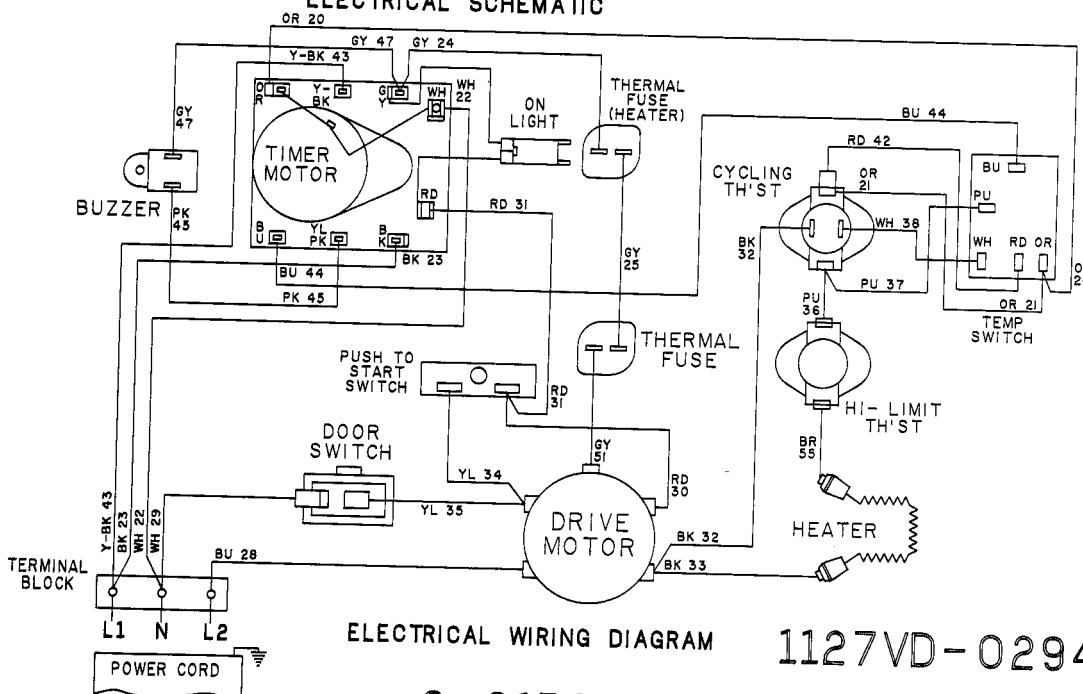 ELECTRICAL SCHEMATIC
OR 20
GY 47
GY 24
Y-BK 43
OR
Y-BK
GY
WH
WH 22
ON LIGHT
THERMAL FUSE (HEATER)
GY 47
TIMER MOTOR
BUZZER
PK 45
RD
RD 31
BU
YL PK
BK
BK 23
BU 44
PK 45
BU 44
RD 42
CYCLING TH'ST
OR 21
BU
PU
WH 38
WH
RD
OR
BK 32
GY 25
PU 37
PU 36
OR 21
TEMP SWITCH
THERMAL FUSE
PUSH TO START SWITCH
RD 31
HI-LIMIT TH'ST
DOOR SWITCH
GY 51
BR 55
YL 34
RD 30
YL 35
DRIVE MOTOR
HEATER
BK 32
BK 33
Y-BK 43
BK 23
WH 22
WH 29
BU 28
TERMINAL BLOCK
L1
N
L2
ELECTRICAL WIRING DIAGRAM
1127VD-0294
POWER CORD